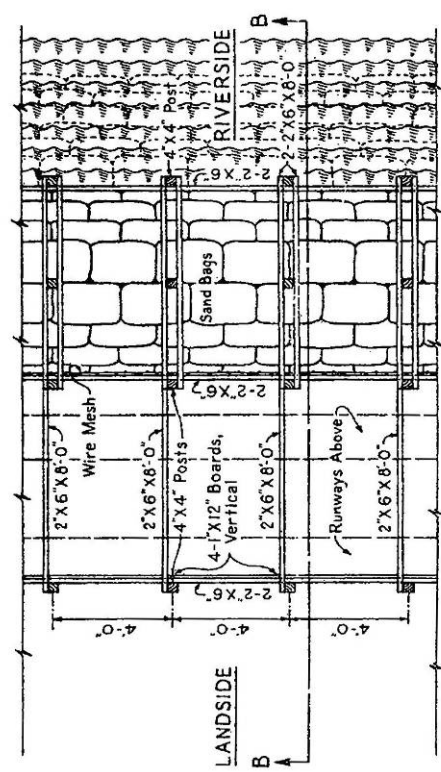 B
B
RIVERSIDE
4"X4" Post
2-2"X6"X8'-0"
2-2"X6"
Sand Bags
Wire Mesh
2-2"X6"
2"X6"X8'-0"
2"X6"X8'-0"
2"X6"X8'-0"
2"X6"X8'-0"
4"X4" Posts
4-1"X12" Boards,
Vertical
Runways Above
2-2"X6"
4'-0"
4'-0"
4'-0"
LANDSIDE